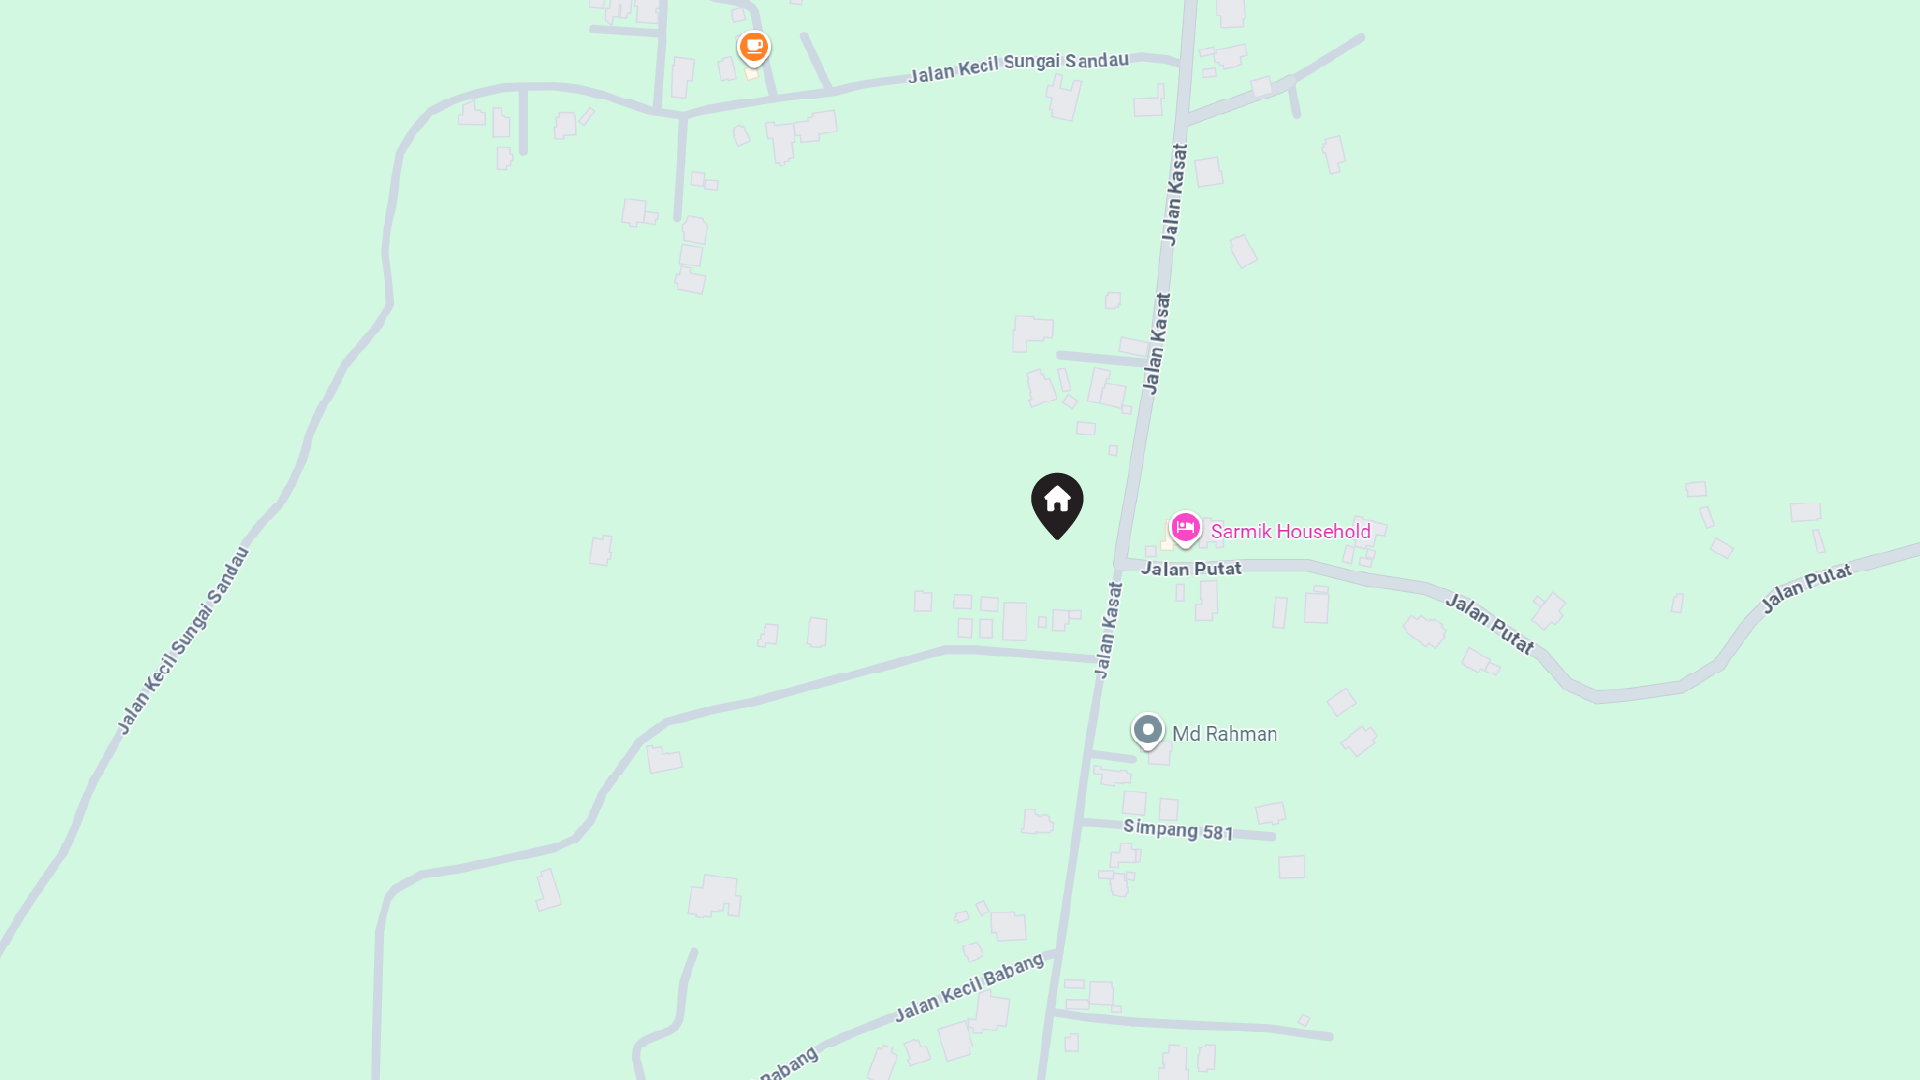 Jalan Kecil Sungai Sandau
Jalan Kasat
Jalan Kasat
Sarmik Household
Jalan Putat
Jalan Kasat
Jalan Putat
Jalan Putat
Jalan Kecil Sungai Sandau
Md Rahman
Simpang 581
Jalan Kecil Babang
Babang